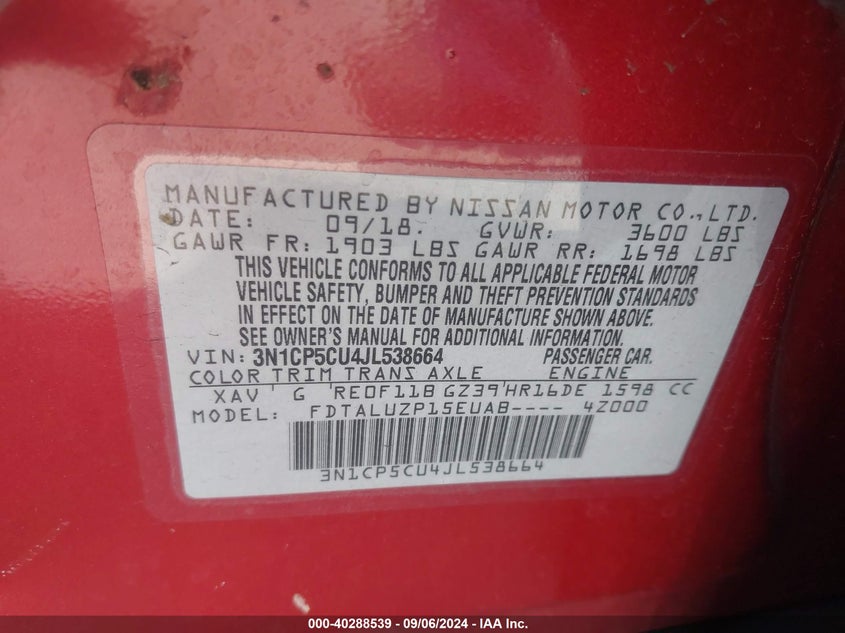 MANUFACTURED BY NISSAN MOTOR CO.,LTD.
DATE: 09/18. GVWR: 3600 LBS
GAWR FR: 1903 LBS GAWR RR: 1698 LBS
THIS VEHICLE CONFORMS TO ALL APPLICABLE FEDERAL MOTOR
VEHICLE SAFETY, BUMPER AND THEFT PREVENTION STANDARDS
IN EFFECT ON THE DATE OF MANUFACTURE SHOWN ABOVE.
SEE OWNER'S MANUAL FOR ADDITIONAL INFORMATION.
VIN: 3N1CP5CU4JL538664 PASSENGER CAR.
COLOR TRIM TRANS AXLE ENGINE
XAV G RE0F11B GZ39 HR16DE 1598 CC
MODEL: FDTALUZP15EUAB---- 4Z000
3N1CP5CU4JL538664
000-40288539 - 09/06/2024 - IAA Inc.